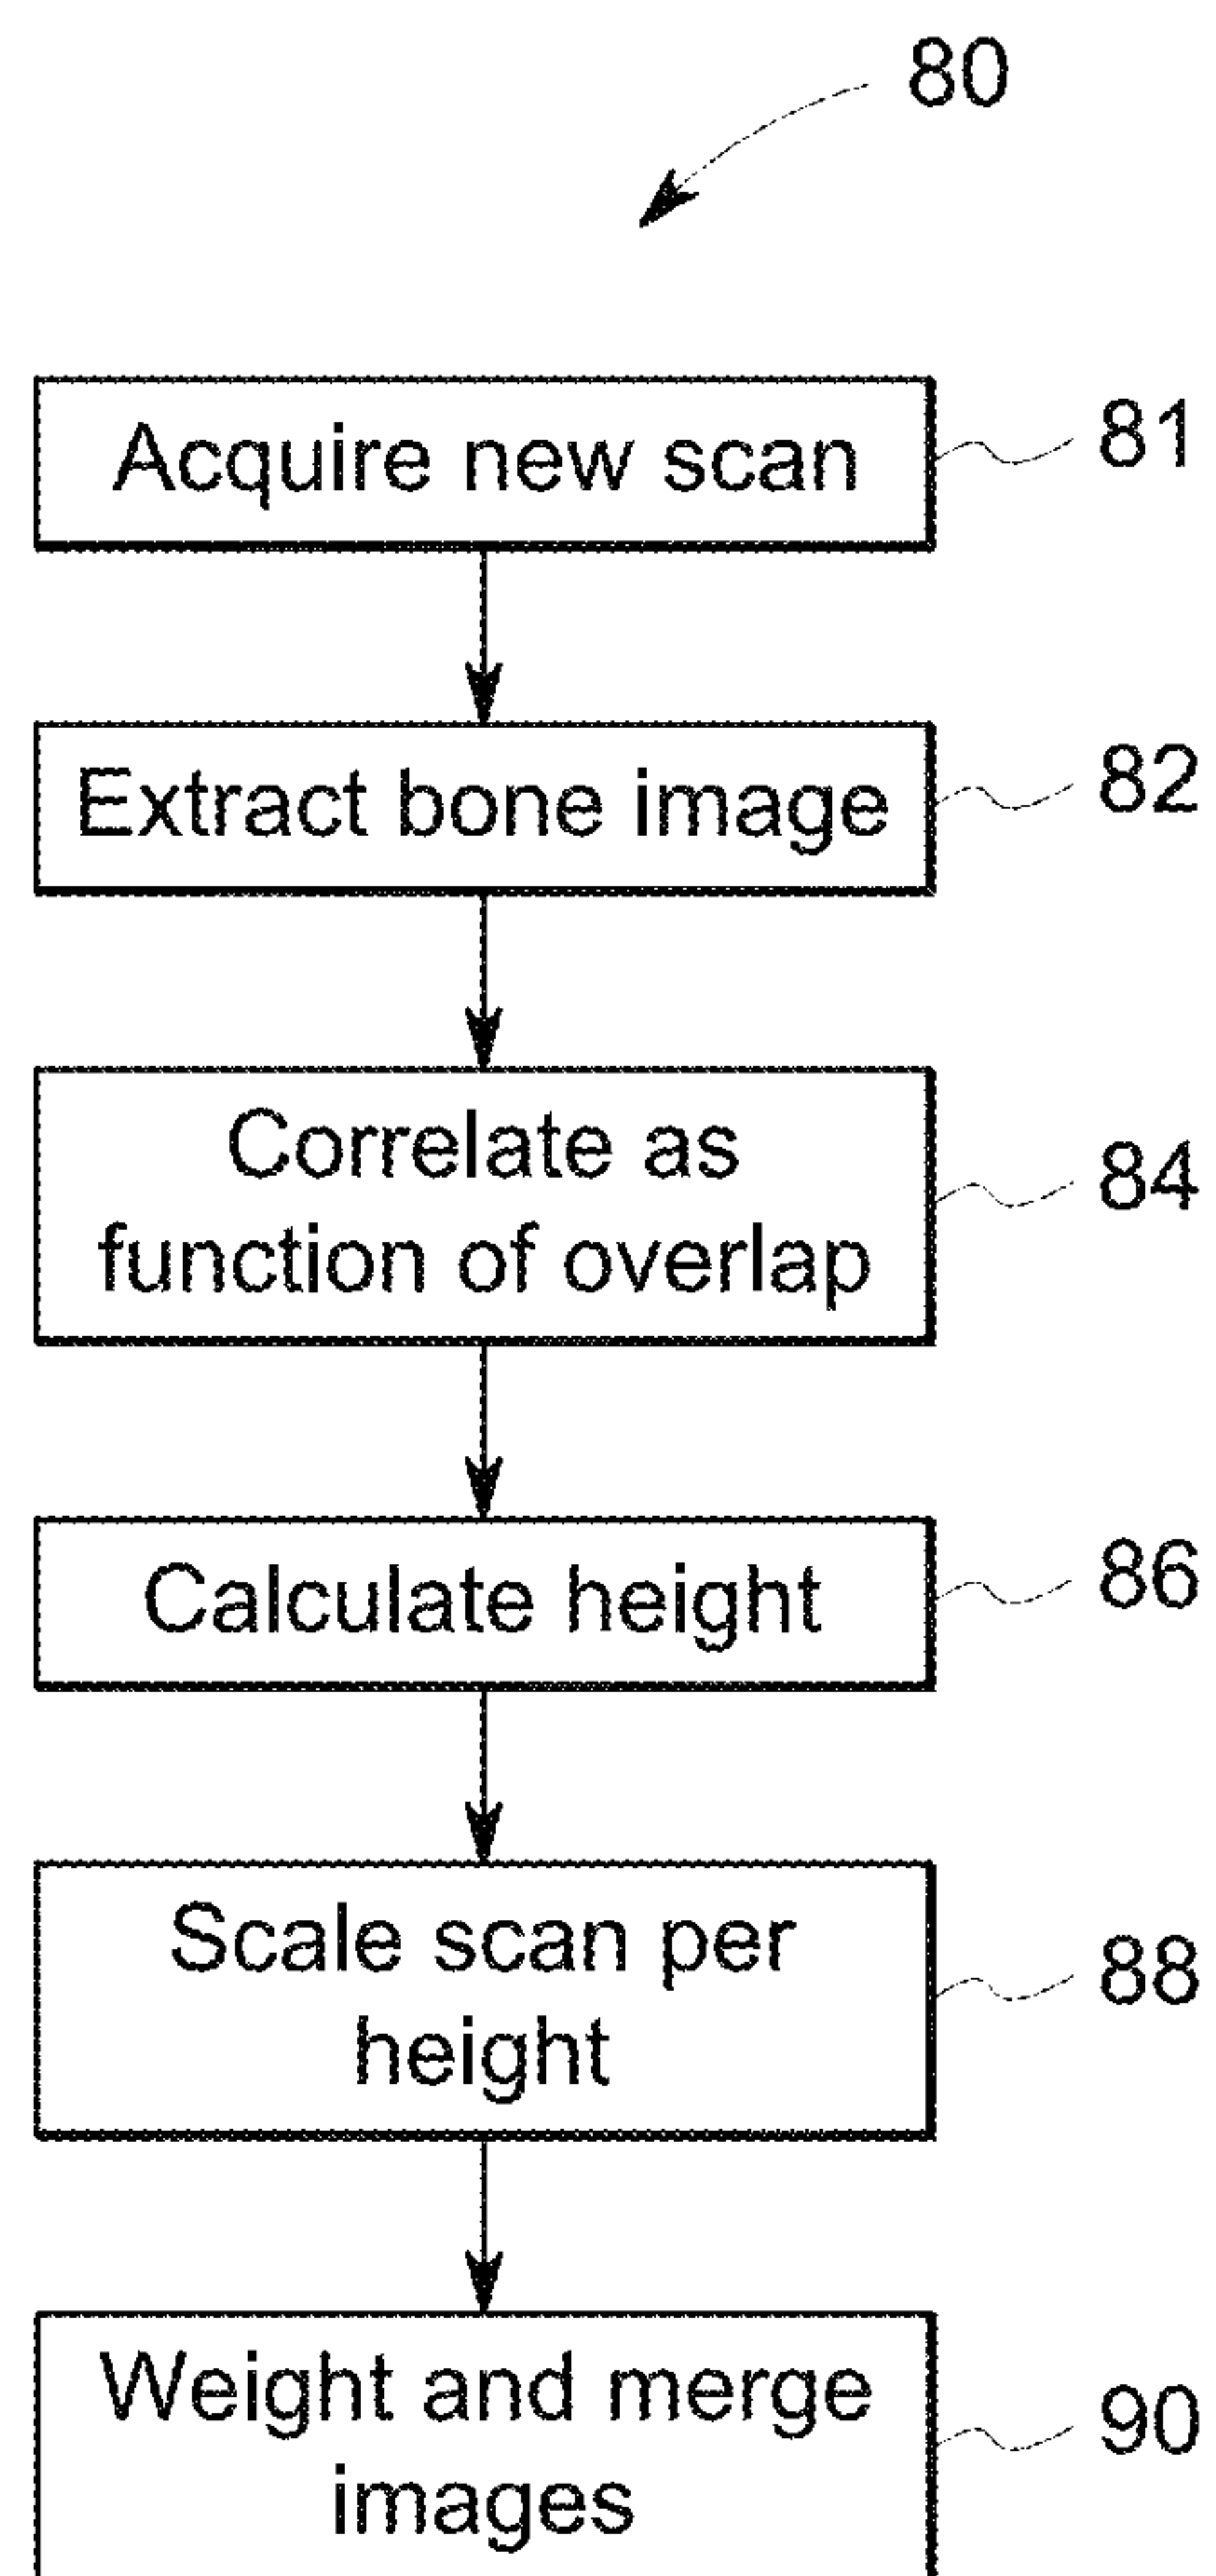 80
Acquire new scan
81
Extract bone image
82
Correlate as
function of overlap
84
Calculate height
86
Scale scan per
height
88
Weight and merge
images
90